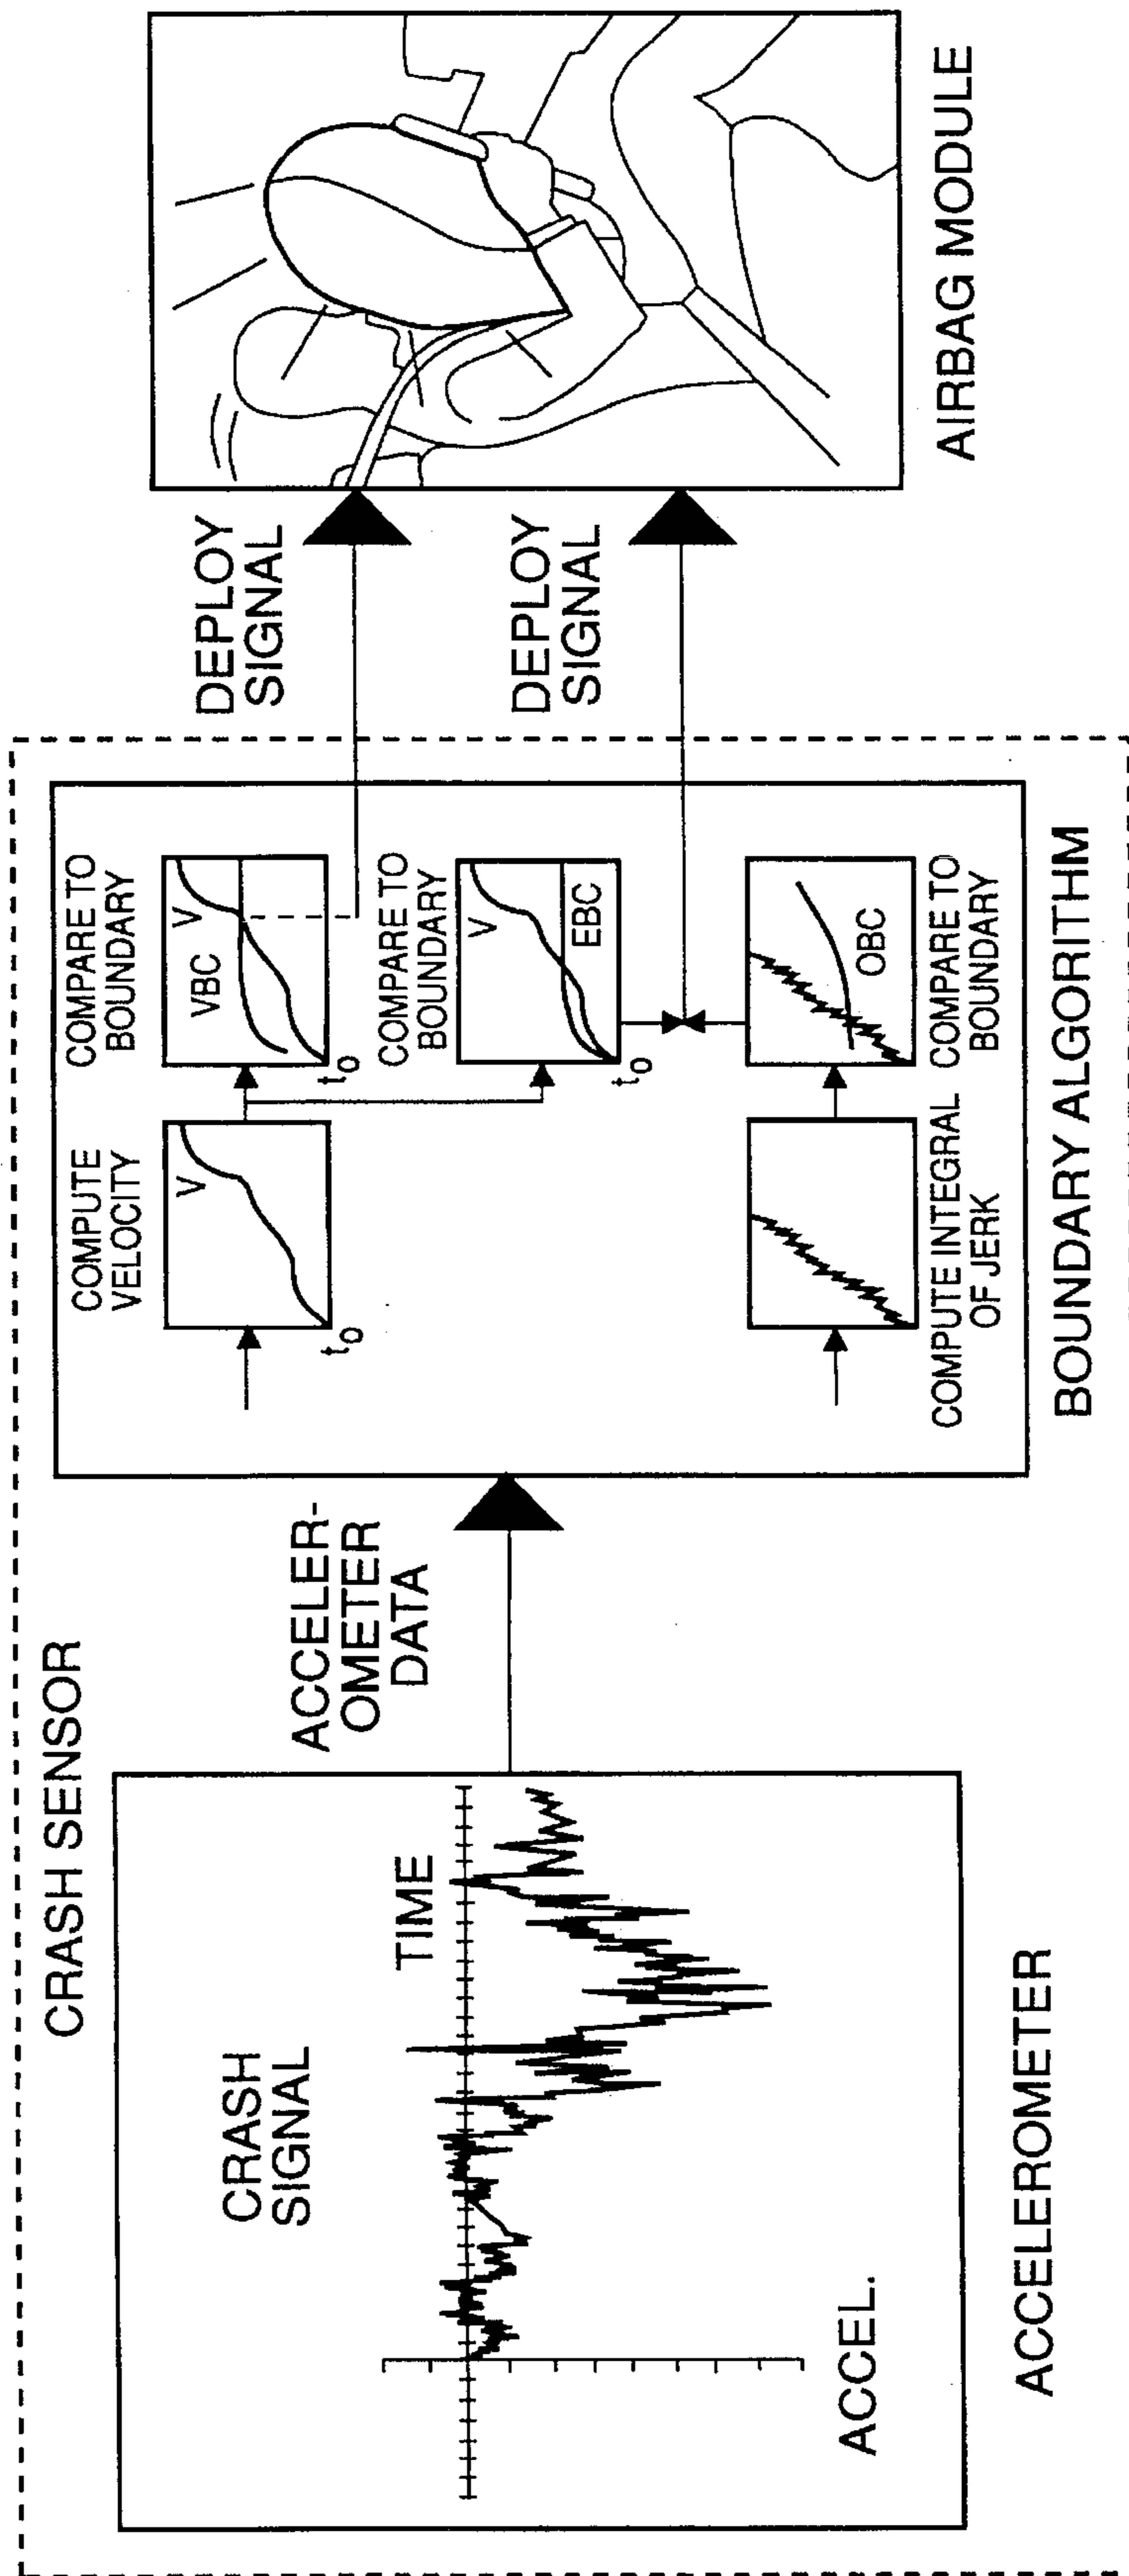 CRASH SENSOR
CRASH
SIGNAL
TIME
ACCEL.
ACCELEROMETER
ACCELER-
OMETER
DATA
COMPUTE
VELOCITY
V
t₀
COMPARE TO
BOUNDARY
VBC
V
t₀
COMPARE TO
BOUNDARY
V
EBC
t₀
COMPUTE INTEGRAL
OF JERK
OBC
COMPARE TO
BOUNDARY
BOUNDARY ALGORITHM
DEPLOY
SIGNAL
DEPLOY
SIGNAL
AIRBAG MODULE